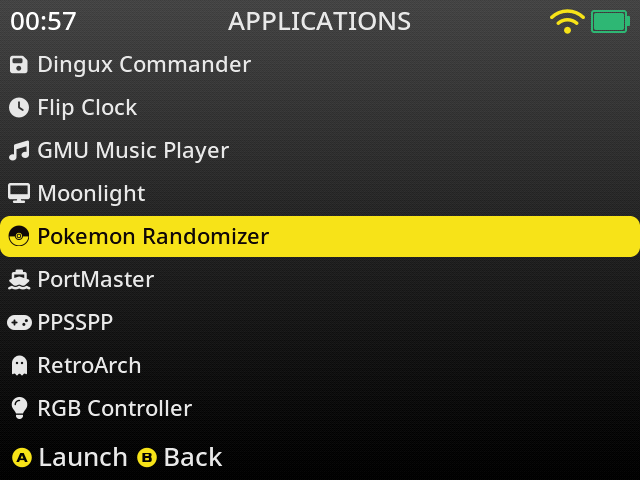 00:57 APPLICATIONS
Dingux Commander
Flip Clock
GMU Music Player
Moonlight
Pokemon Randomizer
PortMaster
PPSSPP
RetroArch
RGB Controller
A Launch B Back